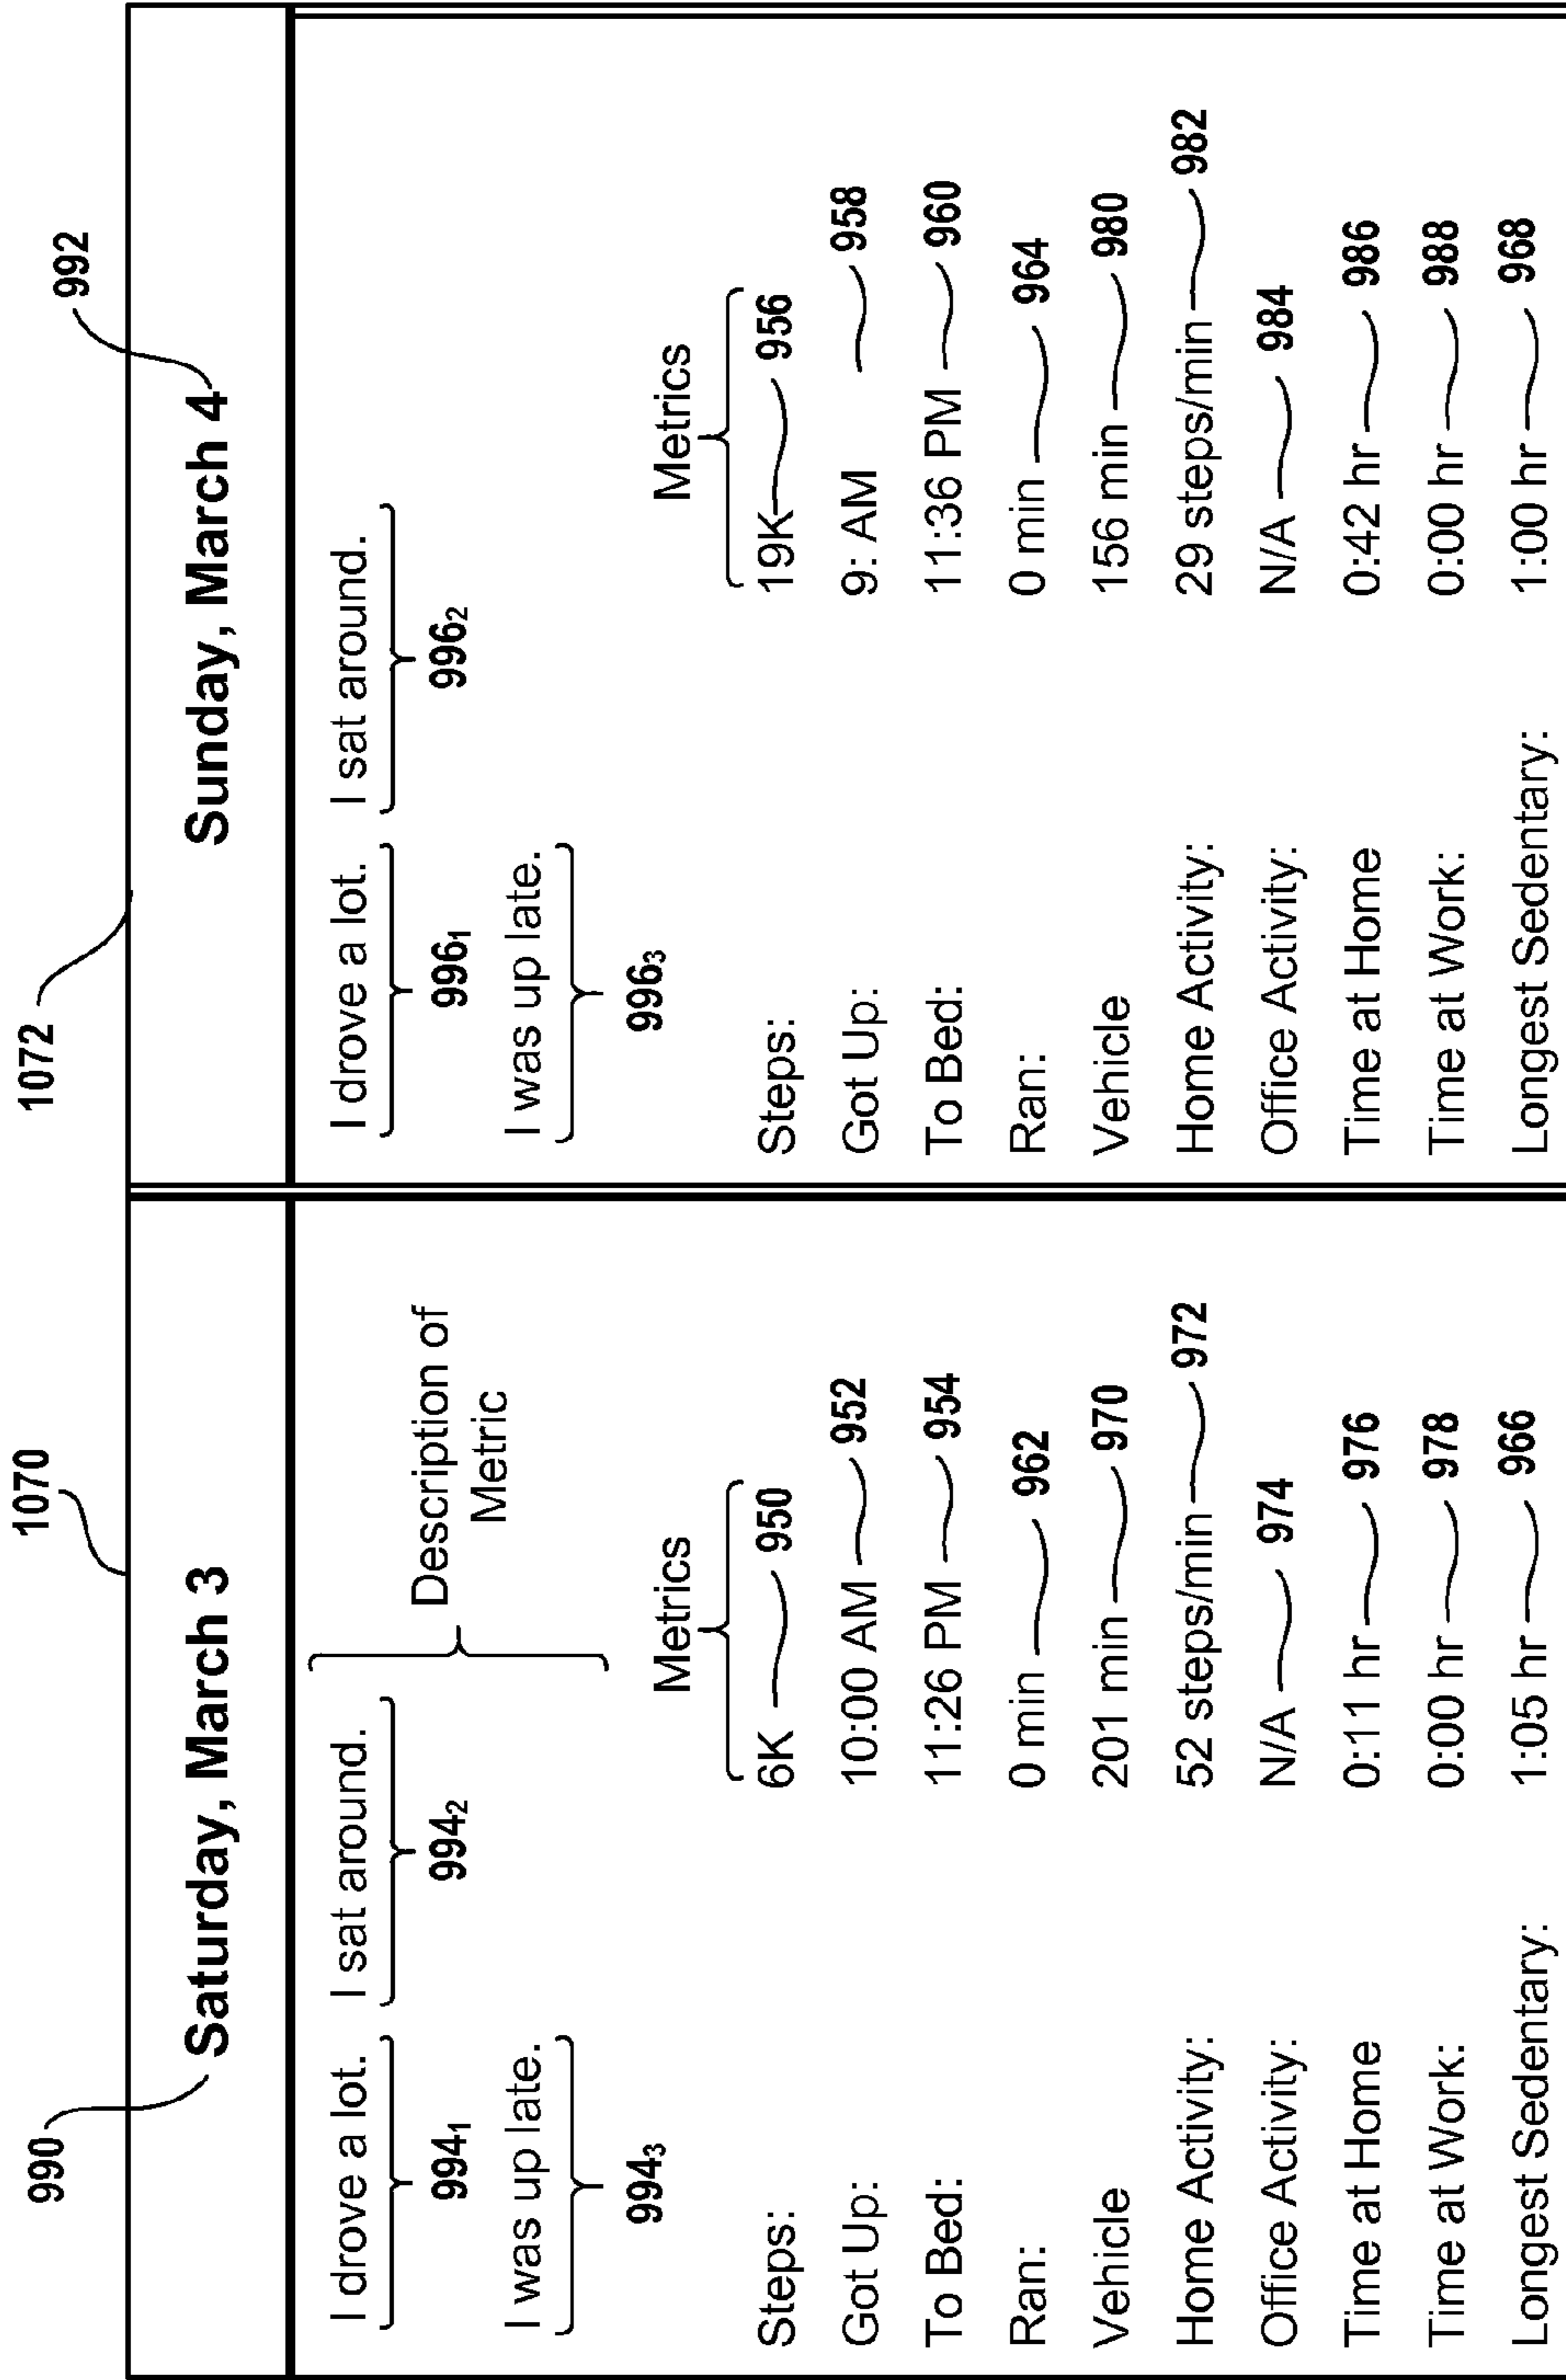 1070
1072
990
992
Saturday, March 3
Sunday, March 4
I drove a lot.
I sat around.
994₁
994₂
I was up late.
994₃
Description of
Metric
Metrics
Steps: 6K 950
Got Up: 10:00 AM 952
To Bed: 11:26 PM 954
Ran: 0 min 962
Vehicle 201 min 970
Home Activity: 52 steps/min 972
Office Activity: N/A 974
Time at Home 0:11 hr 976
Time at Work: 0:00 hr 978
Longest Sedentary: 1:05 hr 966
I drove a lot.
I sat around.
996₁
996₂
I was up late.
996₃
Metrics
Steps: 19K 956
Got Up: 9: AM 958
To Bed: 11:36 PM 960
Ran: 0 min 964
Vehicle 156 min 980
Home Activity: 29 steps/min 982
Office Activity: N/A 984
Time at Home 0:42 hr 986
Time at Work: 0:00 hr 988
Longest Sedentary: 1:00 hr 968